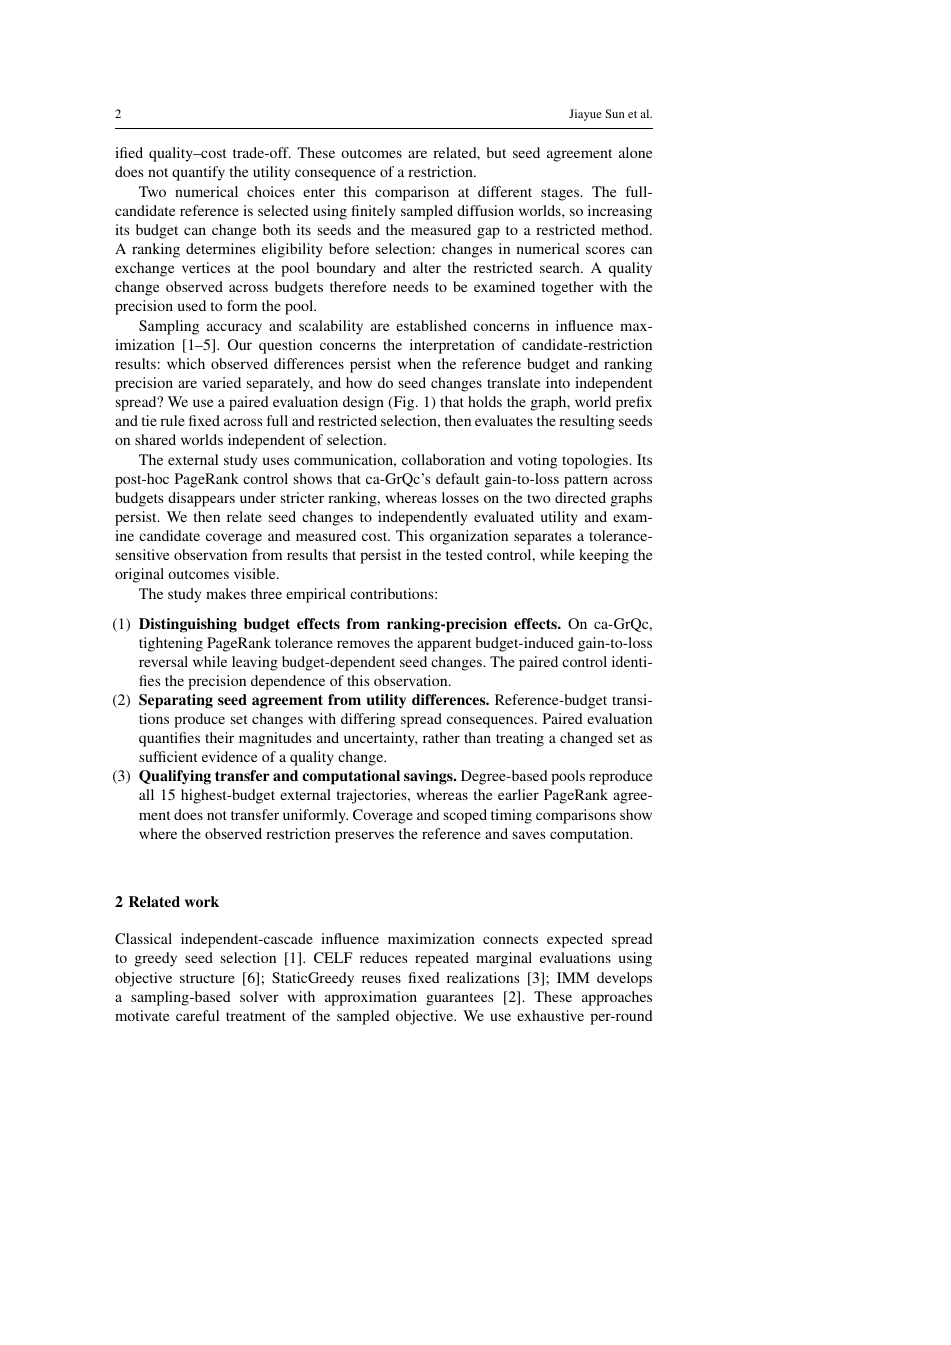 2 Jiayue Sun et al.
ified quality–cost trade-off. These outcomes are related, but seed agreement alone
does not quantify the utility consequence of a restriction.
Two numerical choices enter this comparison at different stages. The full-
candidate reference is selected using finitely sampled diffusion worlds, so increasing
its budget can change both its seeds and the measured gap to a restricted method.
A ranking determines eligibility before selection: changes in numerical scores can
exchange vertices at the pool boundary and alter the restricted search. A quality
change observed across budgets therefore needs to be examined together with the
precision used to form the pool.
Sampling accuracy and scalability are established concerns in influence max-
imization [1–5]. Our question concerns the interpretation of candidate-restriction
results: which observed differences persist when the reference budget and ranking
precision are varied separately, and how do seed changes translate into independent
spread? We use a paired evaluation design (Fig. 1) that holds the graph, world prefix
and tie rule fixed across full and restricted selection, then evaluates the resulting seeds
on shared worlds independent of selection.
The external study uses communication, collaboration and voting topologies. Its
post-hoc PageRank control shows that ca-GrQc’s default gain-to-loss pattern across
budgets disappears under stricter ranking, whereas losses on the two directed graphs
persist. We then relate seed changes to independently evaluated utility and exam-
ine candidate coverage and measured cost. This organization separates a tolerance-
sensitive observation from results that persist in the tested control, while keeping the
original outcomes visible.
The study makes three empirical contributions:
(1) Distinguishing budget effects from ranking-precision effects. On ca-GrQc,
tightening PageRank tolerance removes the apparent budget-induced gain-to-loss
reversal while leaving budget-dependent seed changes. The paired control identi-
fies the precision dependence of this observation.
(2) Separating seed agreement from utility differences. Reference-budget transi-
tions produce set changes with differing spread consequences. Paired evaluation
quantifies their magnitudes and uncertainty, rather than treating a changed set as
sufficient evidence of a quality change.
(3) Qualifying transfer and computational savings. Degree-based pools reproduce
all 15 highest-budget external trajectories, whereas the earlier PageRank agree-
ment does not transfer uniformly. Coverage and scoped timing comparisons show
where the observed restriction preserves the reference and saves computation.
2 Related work
Classical independent-cascade influence maximization connects expected spread
to greedy seed selection [1]. CELF reduces repeated marginal evaluations using
objective structure [6]; StaticGreedy reuses fixed realizations [3]; IMM develops
a sampling-based solver with approximation guarantees [2]. These approaches
motivate careful treatment of the sampled objective. We use exhaustive per-round